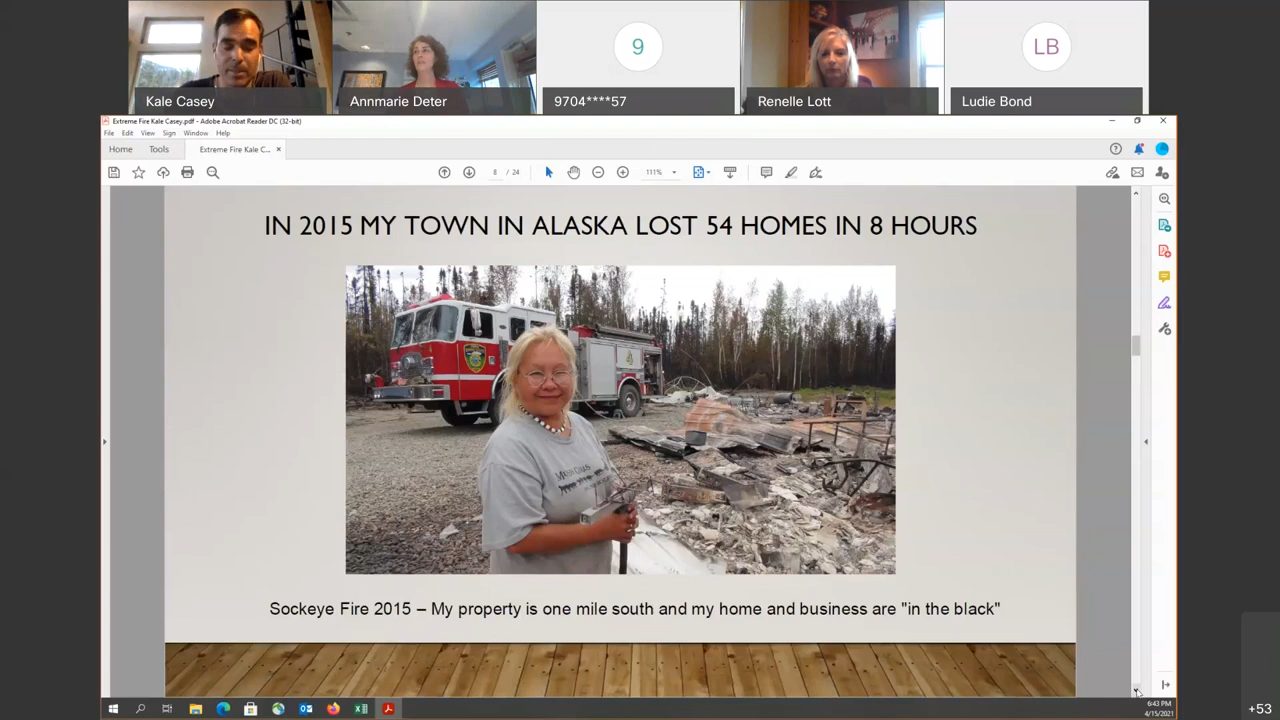 Kale Casey
Annmarie Deter
9
9704****57
Renelle Lott
LB
Ludie Bond
Extreme Fire Kale Casey.pdf - Adobe Acrobat Reader DC (32-bit)
File Edit View Sign Window Help
Home Tools Extreme Fire Kale C... ×
8 / 24 111%
IN 2015 MY TOWN IN ALASKA LOST 54 HOMES IN 8 HOURS
4
Sockeye Fire 2015 – My property is one mile south and my home and business are "in the black"
6:43 PM
4/15/2021
+53